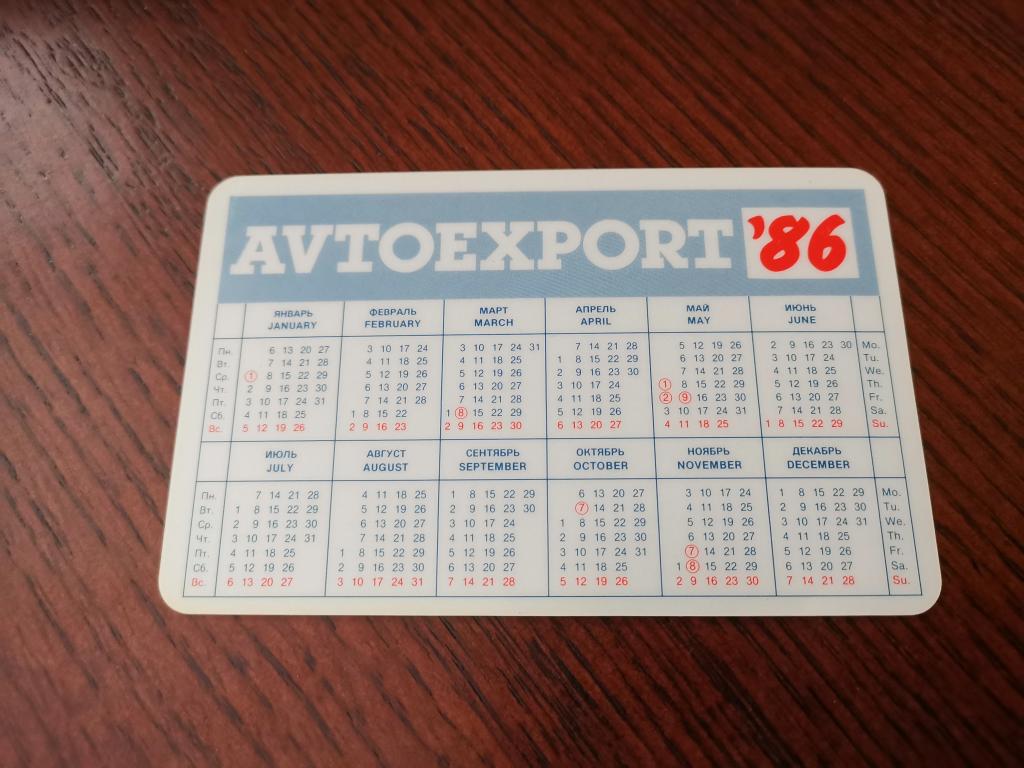 AVTOEXPORT '86
ЯНВАРЬ ФЕВРАЛЬ МАРТ АПРЕЛЬ МАЙ ИЮНЬ
JANUARY FEBRUARY MARCH APRIL MAY JUNE
Пн. 6 13 20 27 3 10 17 24 3 10 17 24 31 7 14 21 28 5 12 19 26 2 9 16 23 30 Mo.
Вт. 7 14 21 28 4 11 18 25 4 11 18 25 1 8 15 22 29 6 13 20 27 3 10 17 24 Tu.
Ср. 1 8 15 22 29 5 12 19 26 5 12 19 26 2 9 16 23 30 7 14 21 28 4 11 18 25 We.
Чт. 2 9 16 23 30 6 13 20 27 6 13 20 27 3 10 17 24 1 8 15 22 29 5 12 19 26 Th.
Пт. 3 10 17 24 31 7 14 21 28 7 14 21 28 4 11 18 25 2 9 16 23 30 6 13 20 27 Fr.
Сб. 4 11 18 25 1 8 15 22 1 8 15 22 29 5 12 19 26 3 10 17 24 31 7 14 21 28 Sa.
Вс. 5 12 19 26 2 9 16 23 2 9 16 23 30 6 13 20 27 4 11 18 25 1 8 15 22 29 Su.
ИЮЛЬ АВГУСТ СЕНТЯБРЬ ОКТЯБРЬ НОЯБРЬ ДЕКАБРЬ
JULY AUGUST SEPTEMBER OCTOBER NOVEMBER DECEMBER
Пн. 7 14 21 28 4 11 18 25 1 8 15 22 29 6 13 20 27 3 10 17 24 1 8 15 22 29 Mo.
Вт. 1 8 15 22 29 5 12 19 26 2 9 16 23 30 7 14 21 28 4 11 18 25 2 9 16 23 30 Tu.
Ср. 2 9 16 23 30 6 13 20 27 3 10 17 24 1 8 15 22 29 5 12 19 26 3 10 17 24 31 We.
Чт. 3 10 17 24 31 7 14 21 28 4 11 18 25 2 9 16 23 30 6 13 20 27 4 11 18 25 Th.
Пт. 4 11 18 25 1 8 15 22 29 5 12 19 26 3 10 17 24 31 7 14 21 28 5 12 19 26 Fr.
Сб. 5 12 19 26 2 9 16 23 30 6 13 20 27 4 11 18 25 1 8 15 22 29 6 13 20 27 Sa.
Вс. 6 13 20 27 3 10 17 24 31 7 14 21 28 5 12 19 26 2 9 16 23 30 7 14 21 28 Su.